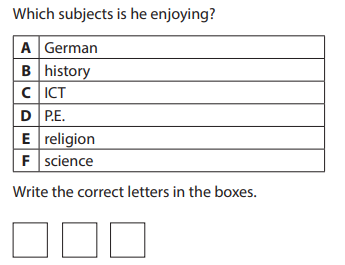 Which subjects is he enjoying?
A German
B history
C ICT
D P.E.
E religion
F science
Write the correct letters in the boxes.